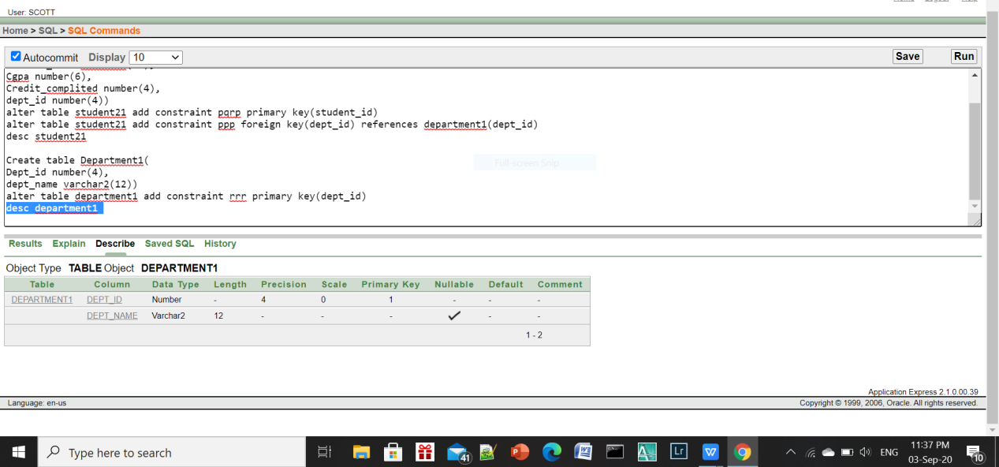 User: SCOTT
Home > SQL > SQL Commands
Autocommit Display 10 Save Run
Cgpa number(6),
Credit_complited number(4),
dept_id number(4))
alter table student21 add constraint pqrp primary key(student_id)
alter table student21 add constraint ppp foreign key(dept_id) references department1(dept_id)
desc student21
Create table Department1(
Full-screen Snip
Dept_id number(4),
dept_name varchar2(12))
alter table department1 add constraint rrr primary key(dept_id)
desc department1
Results Explain Describe Saved SQL History
Object Type TABLE Object DEPARTMENT1
Table Column Data Type Length Precision Scale Primary Key Nullable Default Comment
DEPARTMENT1 DEPT_ID Number - 4 0 1 - - -
DEPT_NAME Varchar2 12 - - - - -
1 - 2
Application Express 2.1.0.00.39
Language: en-us Copyright © 1999, 2006, Oracle. All rights reserved.
Type here to search 41 P Lr W ENG 11:37 PM
03-Sep-20 10